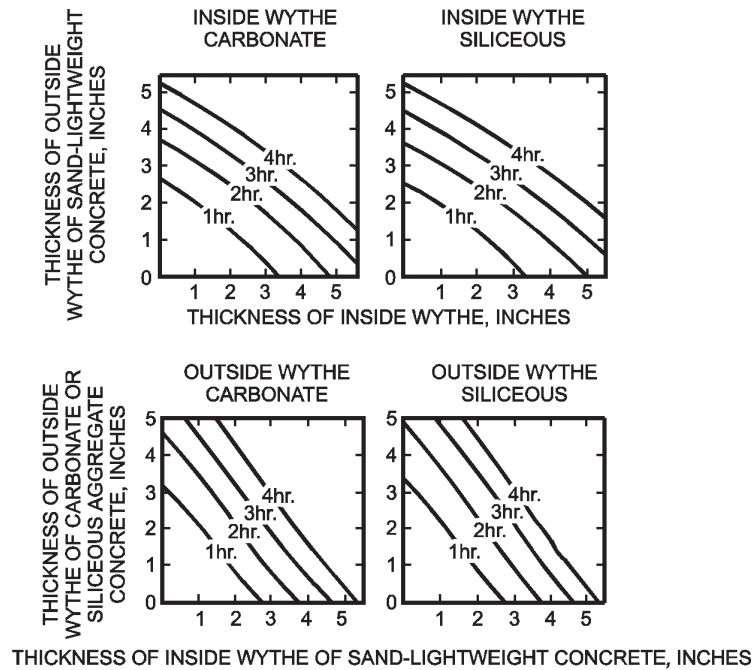 INSIDE WYTHE
CARBONATE
INSIDE WYTHE
SILICEOUS
THICKNESS OF OUTSIDE
WYTHE OF SAND-LIGHTWEIGHT
CONCRETE, INCHES
5
4
3
2
1
0
4hr.
3hr.
2hr.
1hr.
1 2 3 4 5
5
4
3
2
1
0
4hr.
3hr.
2hr.
1hr.
1 2 3 4 5
THICKNESS OF INSIDE WYTHE, INCHES
OUTSIDE WYTHE
CARBONATE
OUTSIDE WYTHE
SILICEOUS
THICKNESS OF OUTSIDE
WYTHE OF CARBONATE OR
SILICEOUS AGGREGATE
CONCRETE, INCHES
5
4
3
2
1
0
4hr.
3hr.
2hr.
1hr.
1 2 3 4 5
5
4
3
2
1
0
4hr.
3hr.
2hr.
1hr.
1 2 3 4 5
THICKNESS OF INSIDE WYTHE OF SAND-LIGHTWEIGHT CONCRETE, INCHES